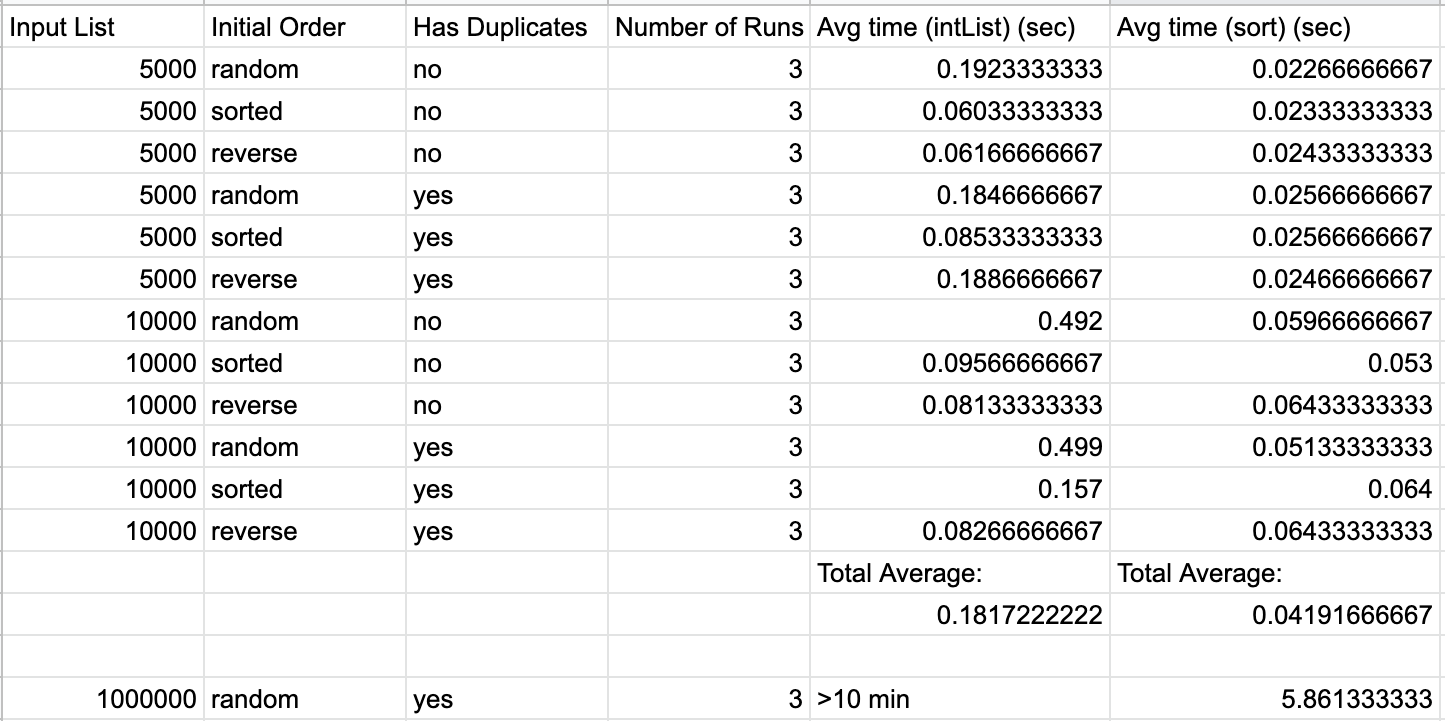 Input List Initial Order Has Duplicates Number of Runs Avg time (intList) (sec) Avg time (sort) (sec)
5000 random no 3 0.1923333333 0.02266666667
5000 sorted no 3 0.06033333333 0.02333333333
5000 reverse no 3 0.06166666667 0.02433333333
5000 random yes 3 0.1846666667 0.02566666667
5000 sorted yes 3 0.08533333333 0.02566666667
5000 reverse yes 3 0.1886666667 0.02466666667
10000 random no 3 0.492 0.05966666667
10000 sorted no 3 0.09566666667 0.053
10000 reverse no 3 0.08133333333 0.06433333333
10000 random yes 3 0.499 0.05133333333
10000 sorted yes 3 0.157 0.064
10000 reverse yes 3 0.08266666667 0.06433333333
Total Average: Total Average:
0.1817222222 0.04191666667
1000000 random yes 3 >10 min 5.861333333